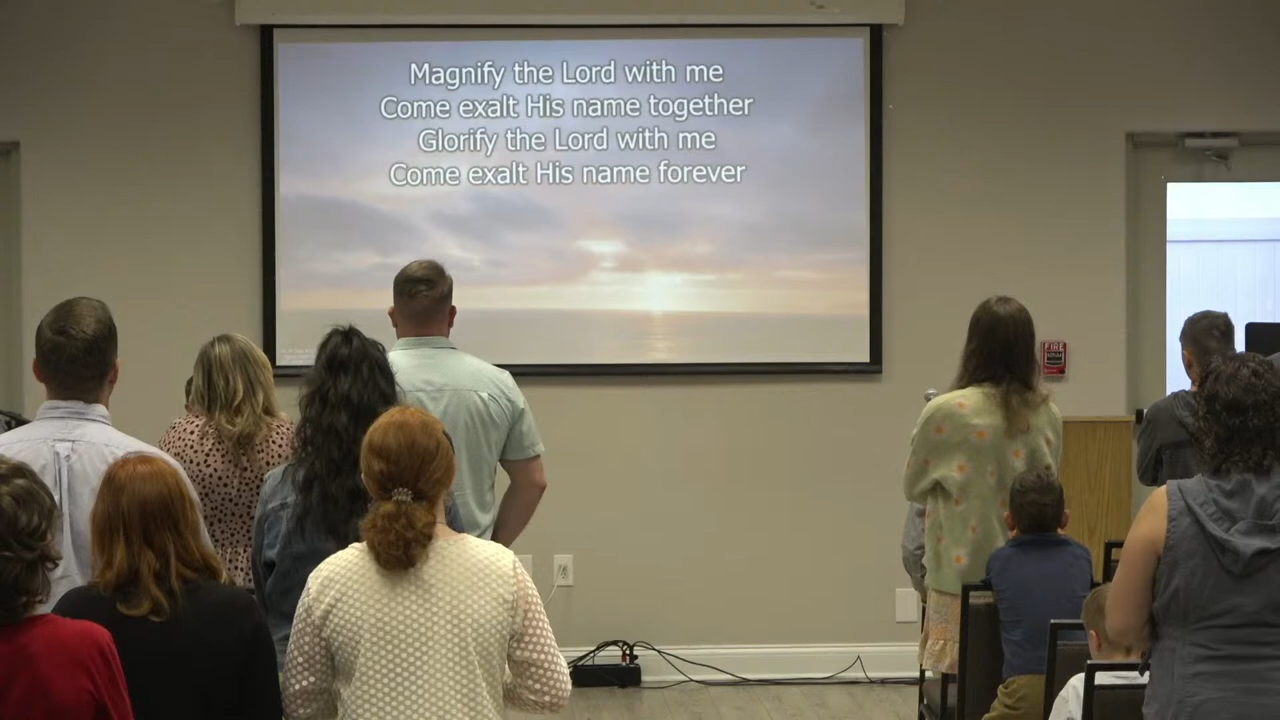 Magnify the Lord with me
Come exalt His name together
Glorify the Lord with me
Come exalt His name forever
FIRE